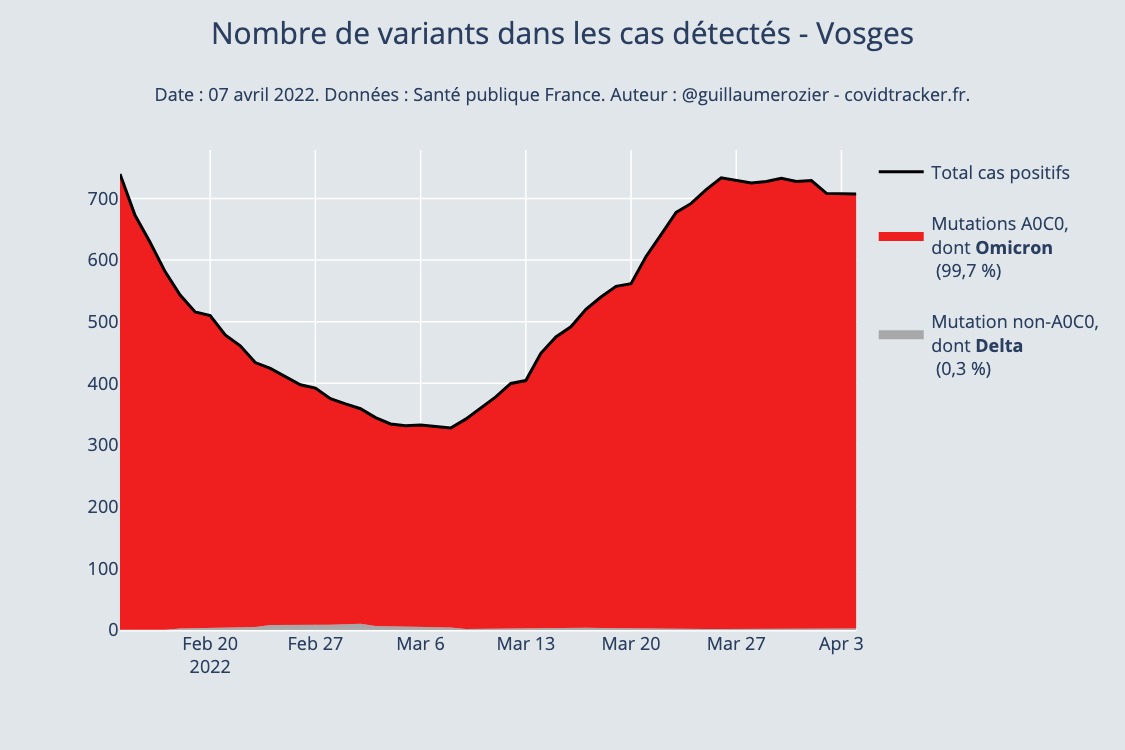 Nombre de variants dans les cas détectés - Vosges
Date : 07 avril 2022. Données : Santé publique France. Auteur : @guillaumerozier - covidtracker.fr.
Total cas positifs
Mutations A0C0,
dont Omicron
(99,7 %)
Mutation non-A0C0,
dont Delta
(0,3 %)
700
600
500
400
300
200
100
0
Feb 20
2022
Feb 27
Mar 6
Mar 13
Mar 20
Mar 27
Apr 3